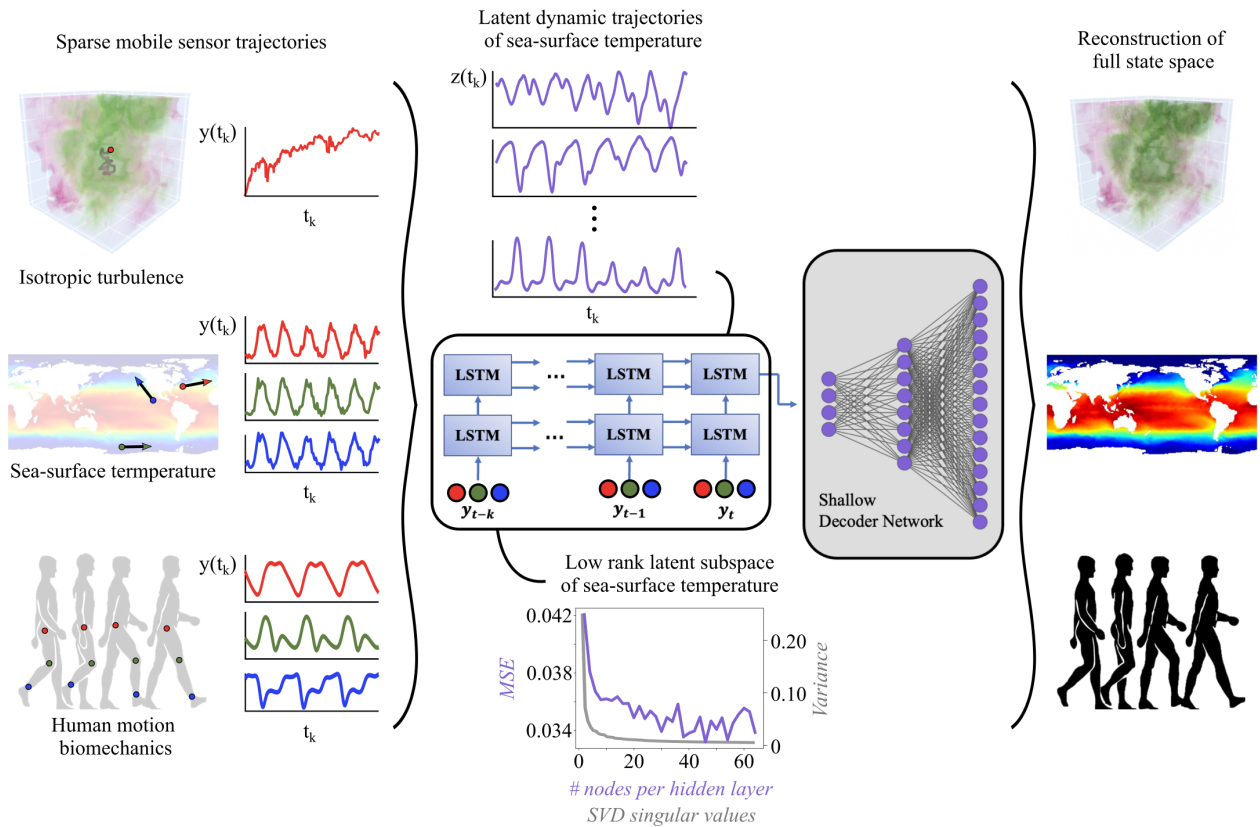 Sparse mobile sensor trajectories
y(tk)
tk
Isotropic turbulence
y(tk)
Sea-surface termperature
tk
y(tk)
Human motion
biomechanics
tk
Latent dynamic trajectories
of sea-surface temperature
z(tk)
tk
LSTM ... LSTM LSTM
LSTM ... LSTM LSTM
yt-k yt-1 yt
Shallow
Decoder Network
Low rank latent subspace
of sea-surface temperature
0.042
0.038
0.034
MSE
0.20
0.10
0
Variance
0 20 40 60
# nodes per hidden layer
SVD singular values
Reconstruction of
full state space